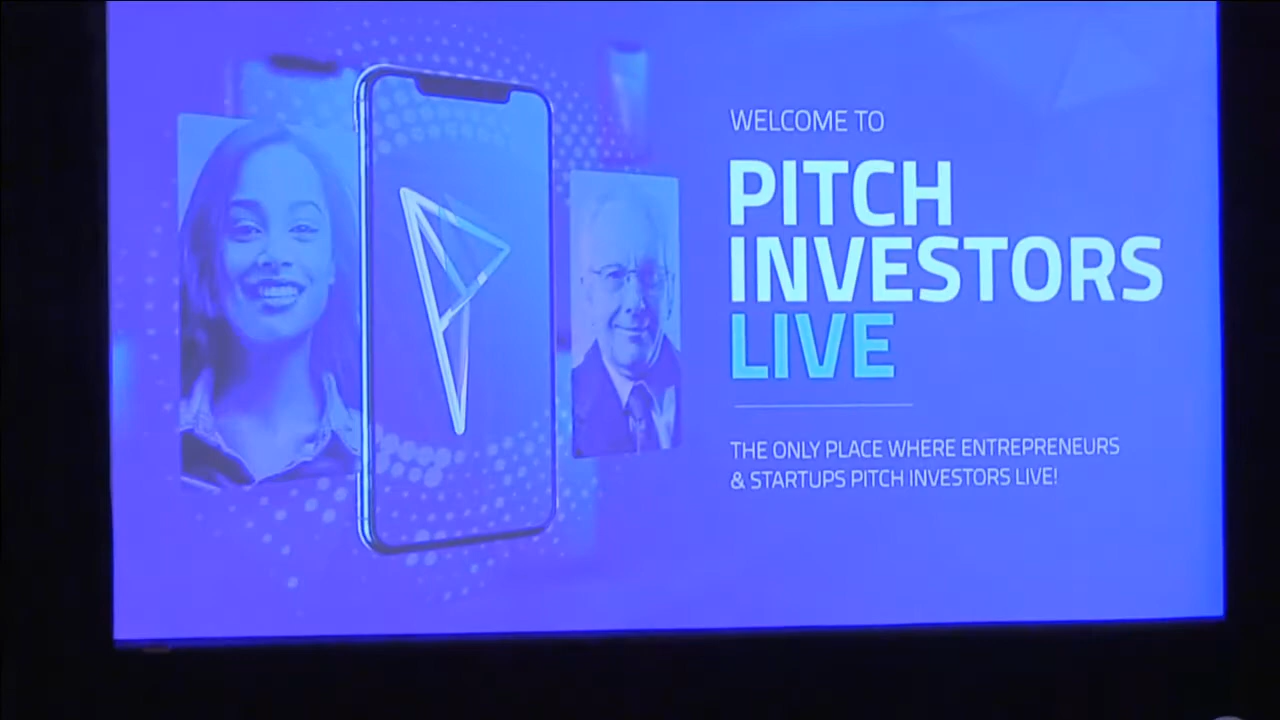 WELCOME TO
PITCH
INVESTORS
LIVE
THE ONLY PLACE WHERE ENTREPRENEURS
& STARTUPS PITCH INVESTORS LIVE!